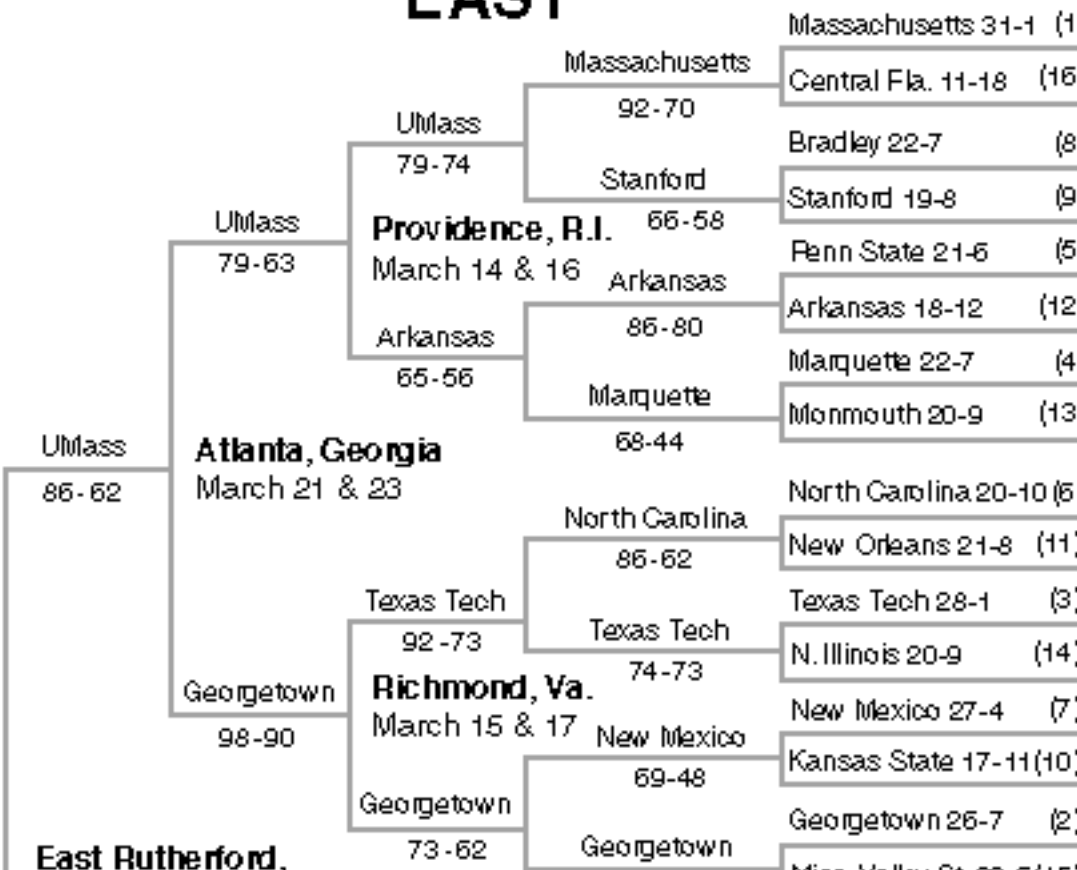 EAST
Massachusetts 31-1 (1
Massachusetts
Central Fla. 11-18 (16
92-70
UMass
Bradley 22-7 (8
79-74
Stanford
Stanford 19-8 (9
66-58
UMass
Providence, R.I.
79-63
March 14 & 16
Penn State 21-6 (5
Arkansas
Arkansas 18-12 (12
86-80
Arkansas
65-56
Marquette 22-7 (4
Marquette
Monmouth 20-9 (13
68-44
UMass
86-62
Atlanta, Georgia
March 21 & 23
North Carolina 20-10 (6
North Carolina
New Orleans 21-8 (11)
86-62
Texas Tech
92-73
Texas Tech 28-1 (3)
Texas Tech
N. Illinois 20-9 (14)
74-73
Georgetown
98-90
Richmond, Va.
March 15 & 17
New Mexico 27-4 (7)
New Mexico
Kansas State 17-11 (10)
69-48
Georgetown
73-62
Georgetown 26-7 (2)
Georgetown
East Rutherford,